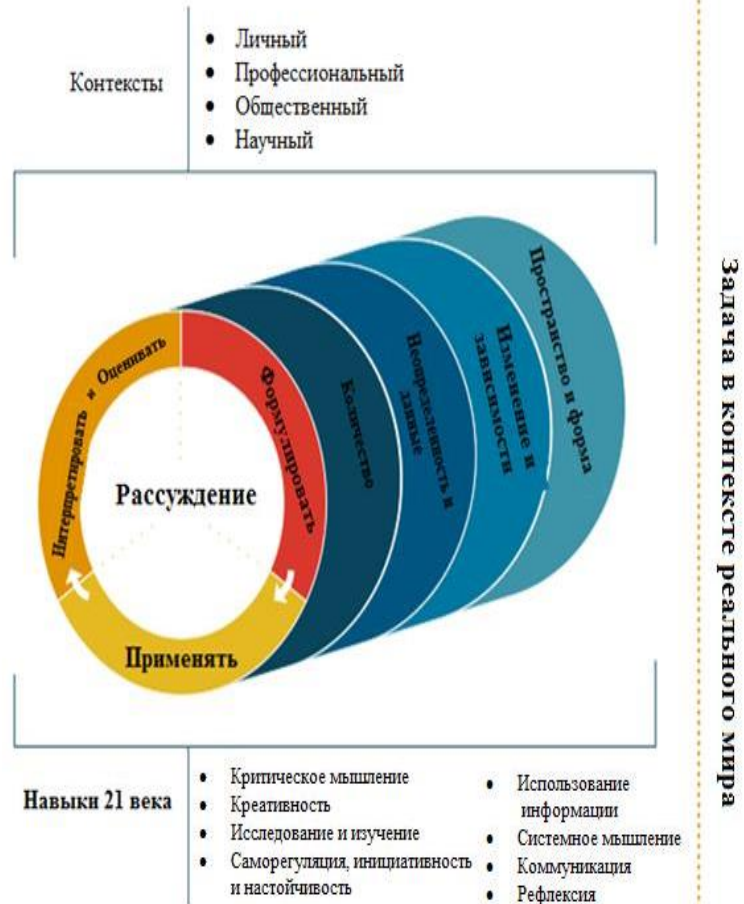 Контексты
• Личный
• Профессиональный
• Общественный
• Научный
Интерпретировать и Оценивать
Формулировать
Применять
Рассуждение
Количество
Неопределенность и
данные
Изменение и
зависимости
Пространство и форма
Навыки 21 века
• Критическое мышление
• Креативность
• Исследование и изучение
• Саморегуляция, инициативность
и настойчивость
• Использование
информации
• Системное мышление
• Коммуникация
• Рефлексия
Задача в контексте реального мира